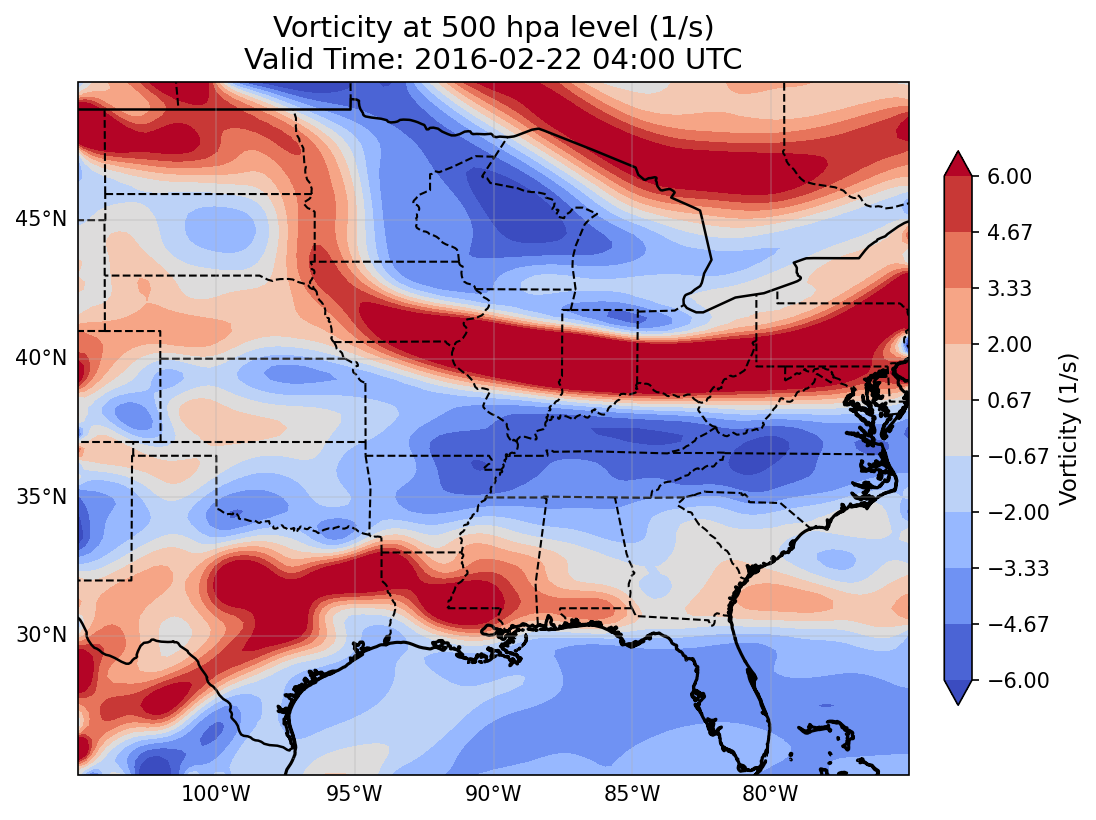 Vorticity at 500 hpa level (1/s)
Valid Time: 2016-02-22 04:00 UTC
45°N
40°N
35°N
30°N
100°W
95°W
90°W
85°W
80°W
6.00
4.67
3.33
2.00
0.67
−0.67
−2.00
−3.33
−4.67
−6.00
Vorticity (1/s)